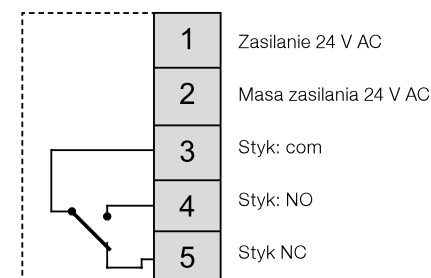 1 Zasilanie 24 V AC
2 Masa zasilania 24 V AC
3 Styk: com
4 Styk: NO
5 Styk NC